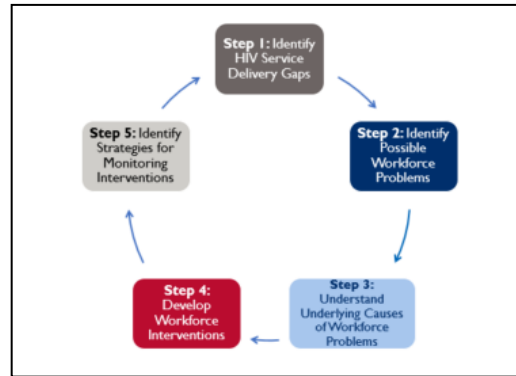 Step 1: Identify
HIV Service
Delivery Gaps
Step 2: Identify
Possible
Workforce
Problems
Step 3:
Understand
Underlying Causes
of Workforce
Problems
Step 4:
Develop
Workforce
Interventions
Step 5: Identify
Strategies for
Monitoring
Interventions